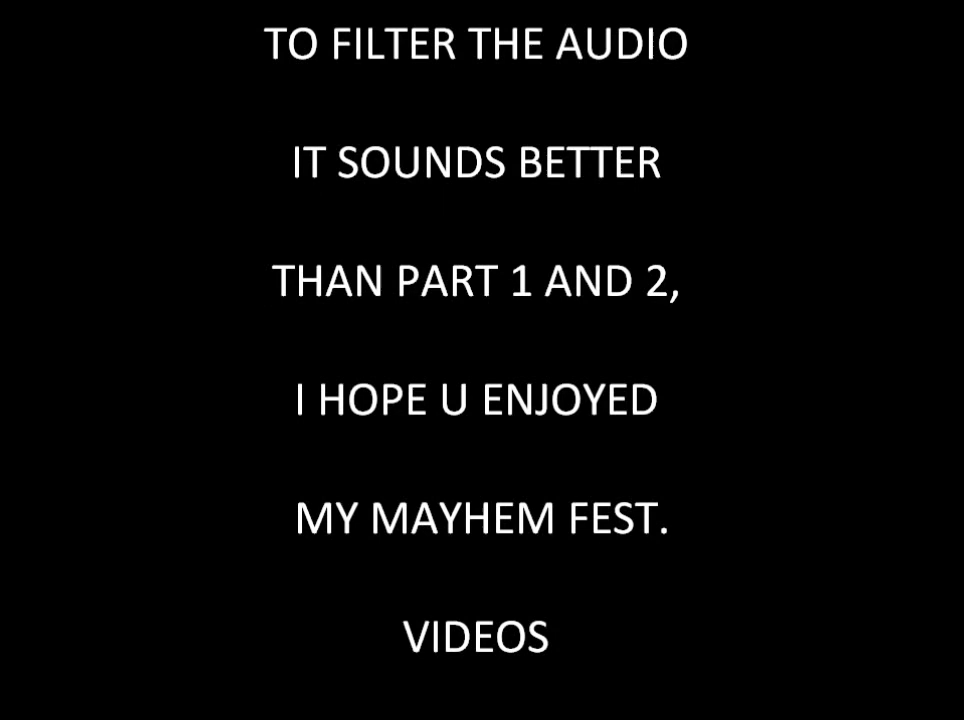 TO FILTER THE AUDIO
IT SOUNDS BETTER
THAN PART 1 AND 2,
I HOPE U ENJOYED
MY MAYHEM FEST.
VIDEOS